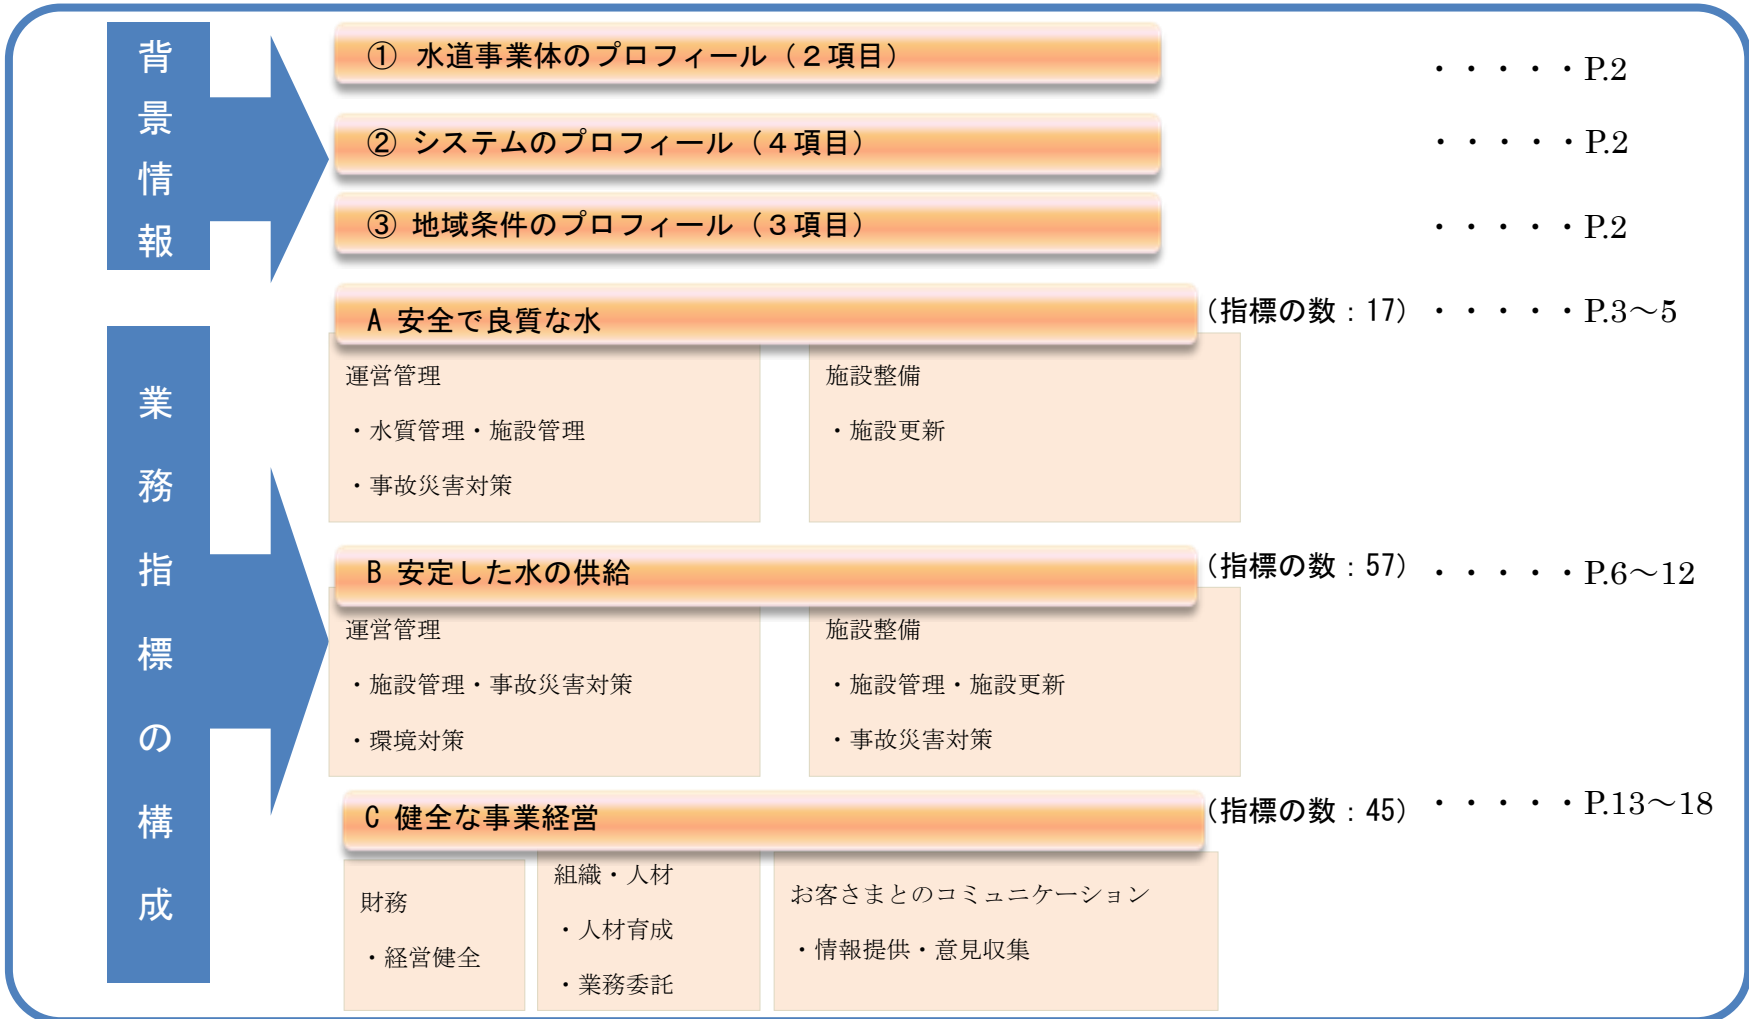 背景情報
① 水道事業体のプロフィール（２項目） ・・・・・P.2
② システムのプロフィール（４項目） ・・・・・P.2
③ 地域条件のプロフィール（３項目） ・・・・・P.2
業務指標の構成
A 安全で良質な水 （指標の数：17） ・・・・・P.3～5
運営管理
・水質管理・施設管理
・事故災害対策
施設整備
・施設更新
B 安定した水の供給 （指標の数：57） ・・・・・P.6～12
運営管理
・施設管理・事故災害対策
・環境対策
施設整備
・施設管理・施設更新
・事故災害対策
C 健全な事業経営 （指標の数：45） ・・・・・P.13～18
財務
・経営健全
組織・人材
・人材育成
・業務委託
お客さまとのコミュニケーション
・情報提供・意見収集